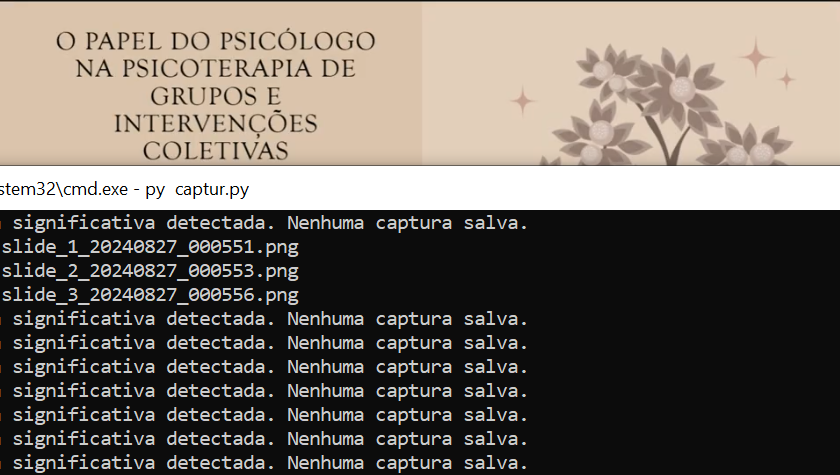 O PAPEL DO PSICÓLOGO
NA PSICOTERAPIA DE
GRUPOS E
INTERVENÇÕES
COLETIVAS
stem32\cmd.exe - py  captur.py
significativa detectada. Nenhuma captura salva.
slide_1_20240827_000551.png
slide_2_20240827_000553.png
slide_3_20240827_000556.png
significativa detectada. Nenhuma captura salva.
significativa detectada. Nenhuma captura salva.
significativa detectada. Nenhuma captura salva.
significativa detectada. Nenhuma captura salva.
significativa detectada. Nenhuma captura salva.
significativa detectada. Nenhuma captura salva.
significativa detectada. Nenhuma captura salva.